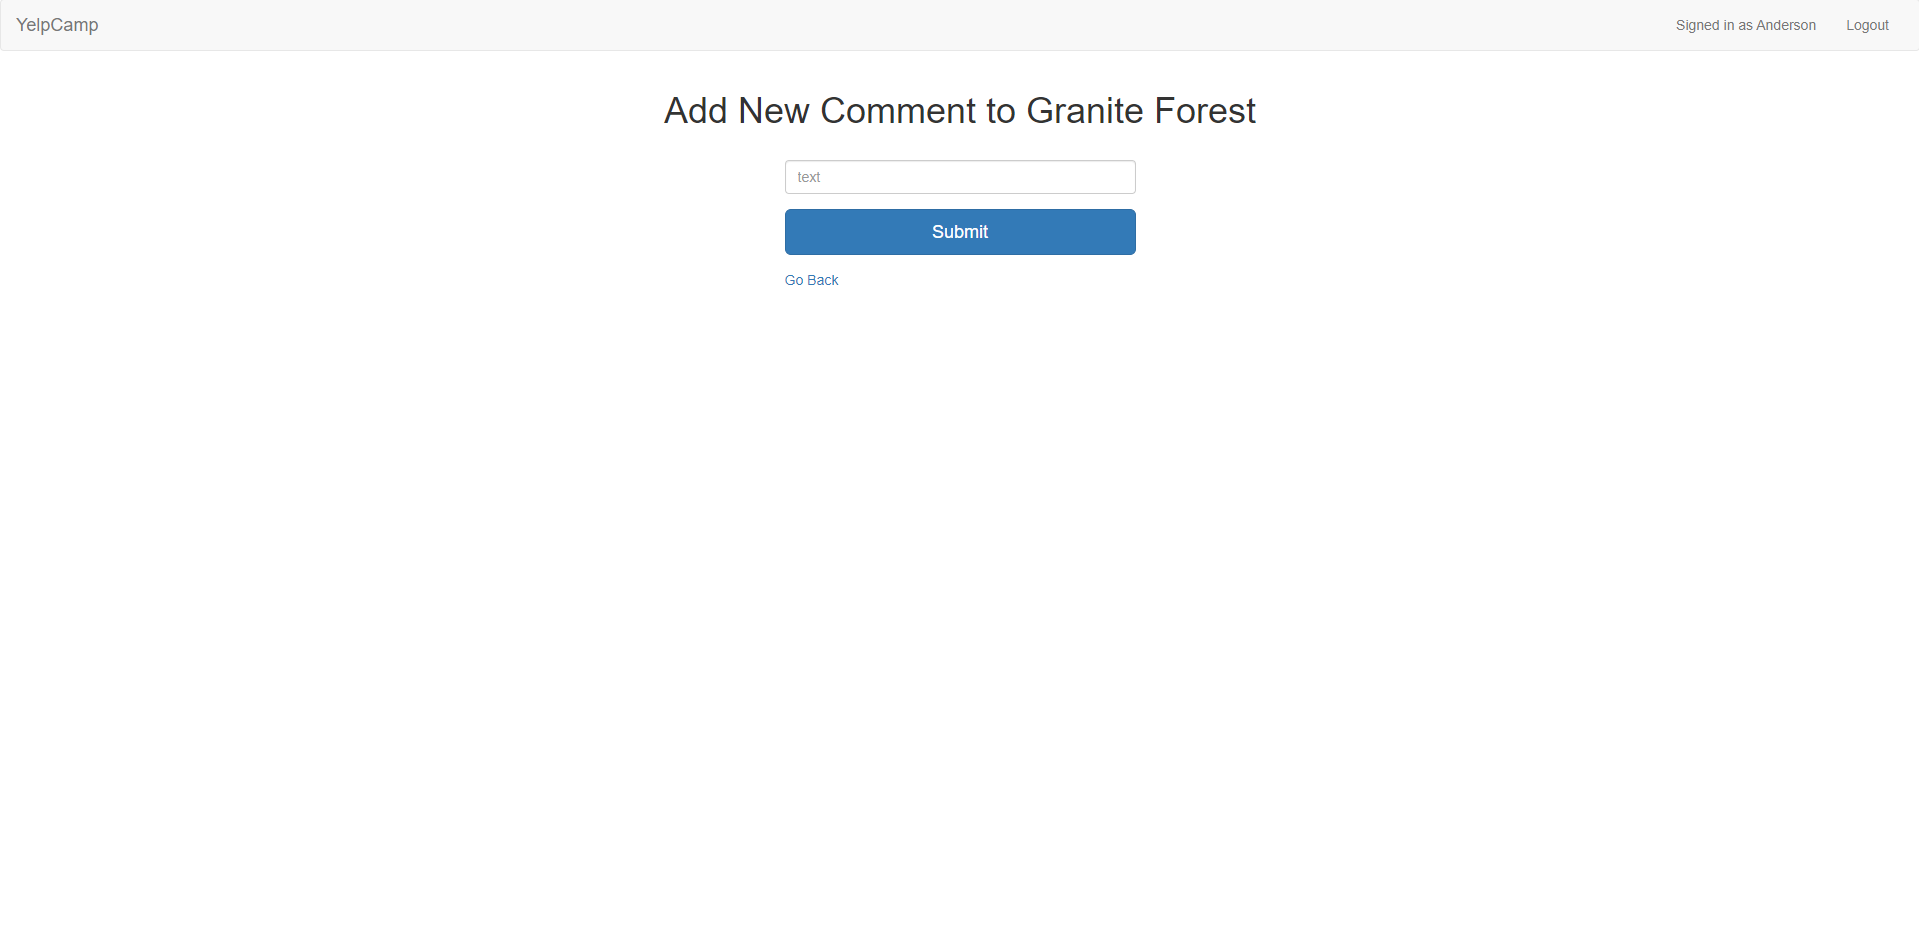 YelpCamp
Signed in as Anderson
Logout
Add New Comment to Granite Forest
text
Submit
Go Back